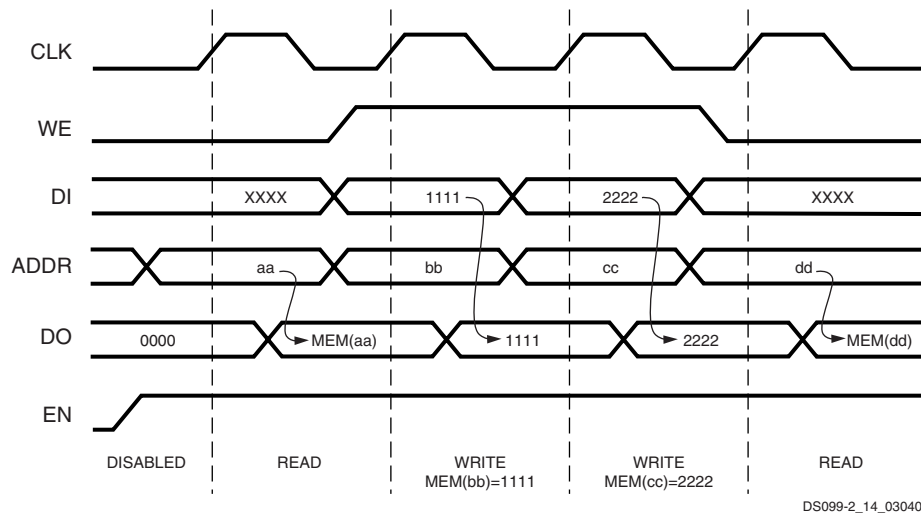 CLK
WE
DI XXXX 1111 2222 XXXX
ADDR aa bb cc dd
DO 0000 MEM(aa) 1111 2222 MEM(dd)
EN
DISABLED READ WRITE WRITE READ
MEM(bb)=1111 MEM(cc)=2222
DS099-2_14_03040